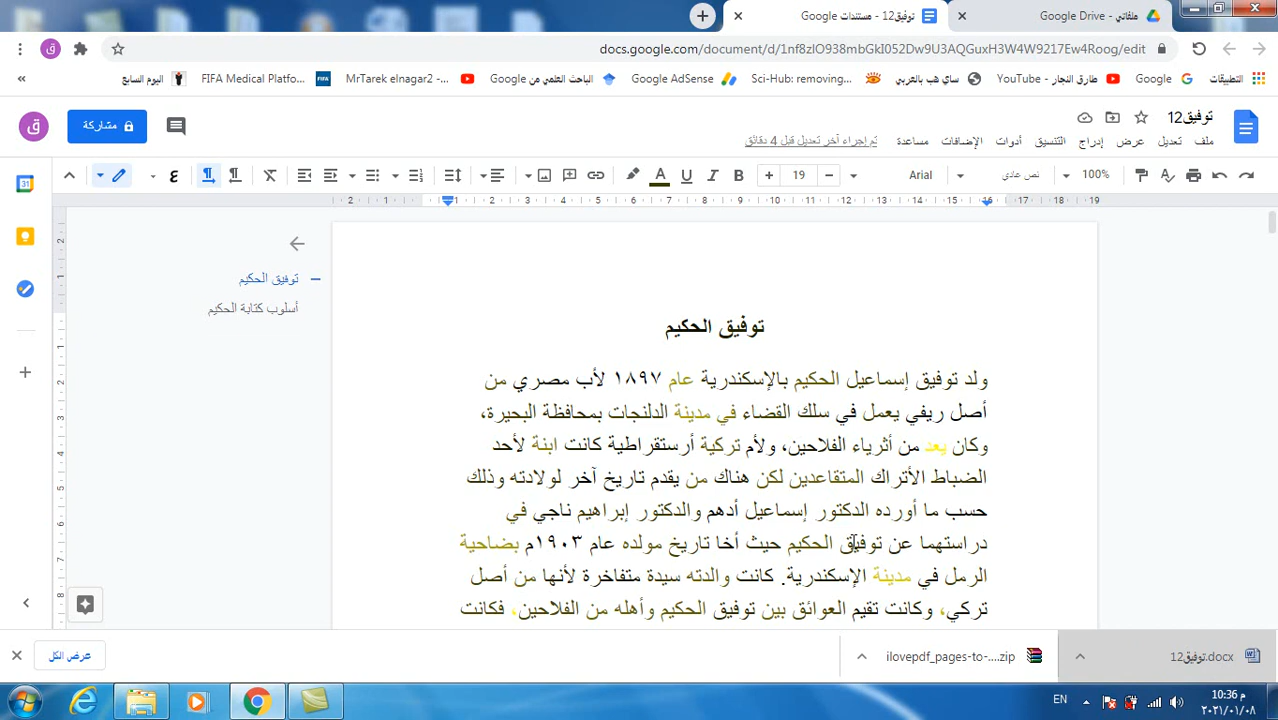 ملفاتي - Google Drive
توفيق12 - مستندات Google
docs.google.com/document/d/1nf8zlO938mbGkI052Dw9U3AQGuxH3W4W9217Ew4Roog/edit
ق
التطبيقات
Google
طارق النجار - YouTube
ساي هب بالعربي
Sci-Hub: removing...
Google AdSense
الباحث العلمي من Google
MrTarek elnagar2 -...
FIFA
FIFA Medical Platfo...
اليوم السابع
«
توفيق12
ملف تعديل عرض إدراج التنسيق أدوات الإضافات مساعدة
تم إجراء آخر تعديل قبل 4 دقائق
مشاركة
ق
100%
نص عادي
Arial
19
توفيق الحكيم
أسلوب كتابة الحكيم
31
توفيق الحكيم
ولد توفيق إسماعيل الحكيم بالإسكندرية عام ١٨٩٧ لأب مصري من
أصل ريفي يعمل في سلك القضاء في مدينة الدلنجات بمحافظة البحيرة،
وكان يعد من أثرياء الفلاحين، ولأم تركية أرستقراطية كانت ابنة لأحد
الضباط الأتراك المتقاعدين لكن هناك من يقدم تاريخ آخر لولادته وذلك
حسب ما أورده الدكتور إسماعيل أدهم والدكتور إبراهيم ناجي في
دراستهما عن توفيق الحكيم حيث أخا تاريخ مولده عام ١٩٠٣م بضاحية
الرمل في مدينة الإسكندرية. كانت والدته سيدة متفاخرة لأنها من أصل
تركي، وكانت تقيم العوائق بين توفيق الحكيم وأهله من الفلاحين، فكانت
توفيق12.docx
ilovepdf_pages-to-....zip
عرض الكل
EN
10:36 م
٢٠٢١/٠١/٠٨